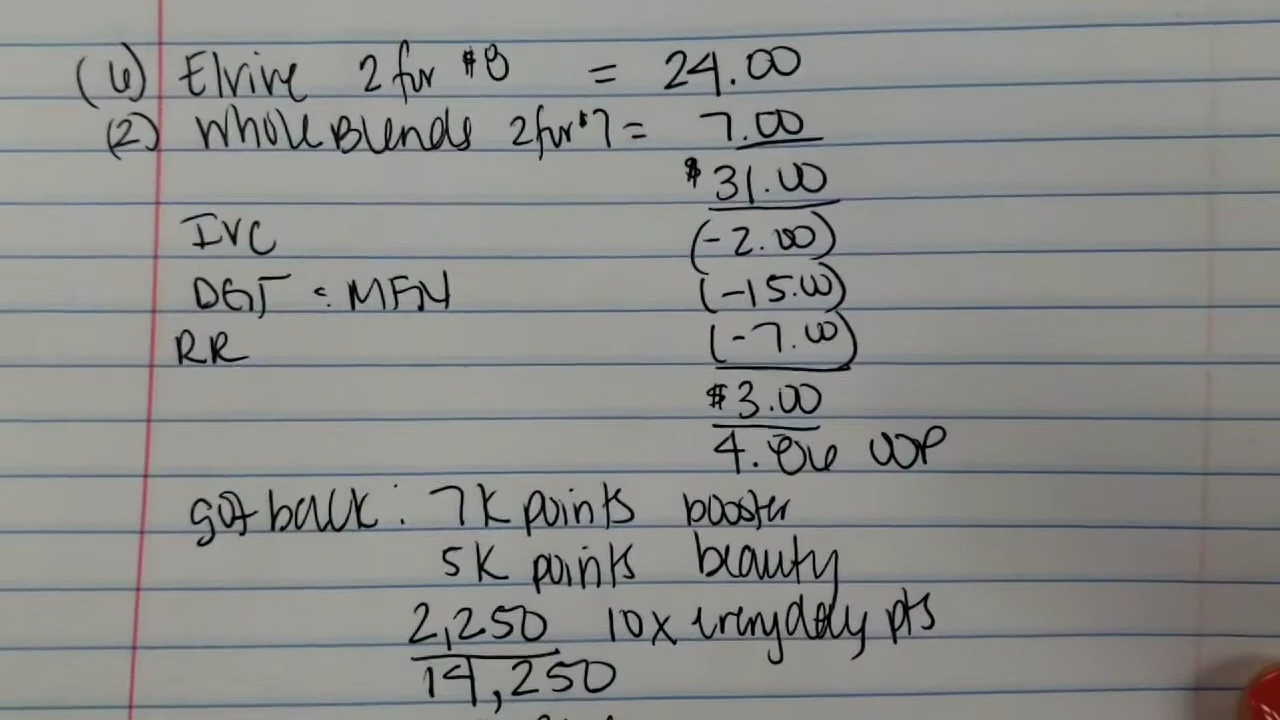 (6) Elvive 2 for $8 = 24.00
(2) Whole Blends 2 for $7 = 7.00
$31.00
IVC (-2.00)
DGT : MFN (-15.00)
RR (-7.00)
$3.00
4.86 OOP
got back : 7K points booster
5K points beauty
2,250 10x everyday pts
14,250